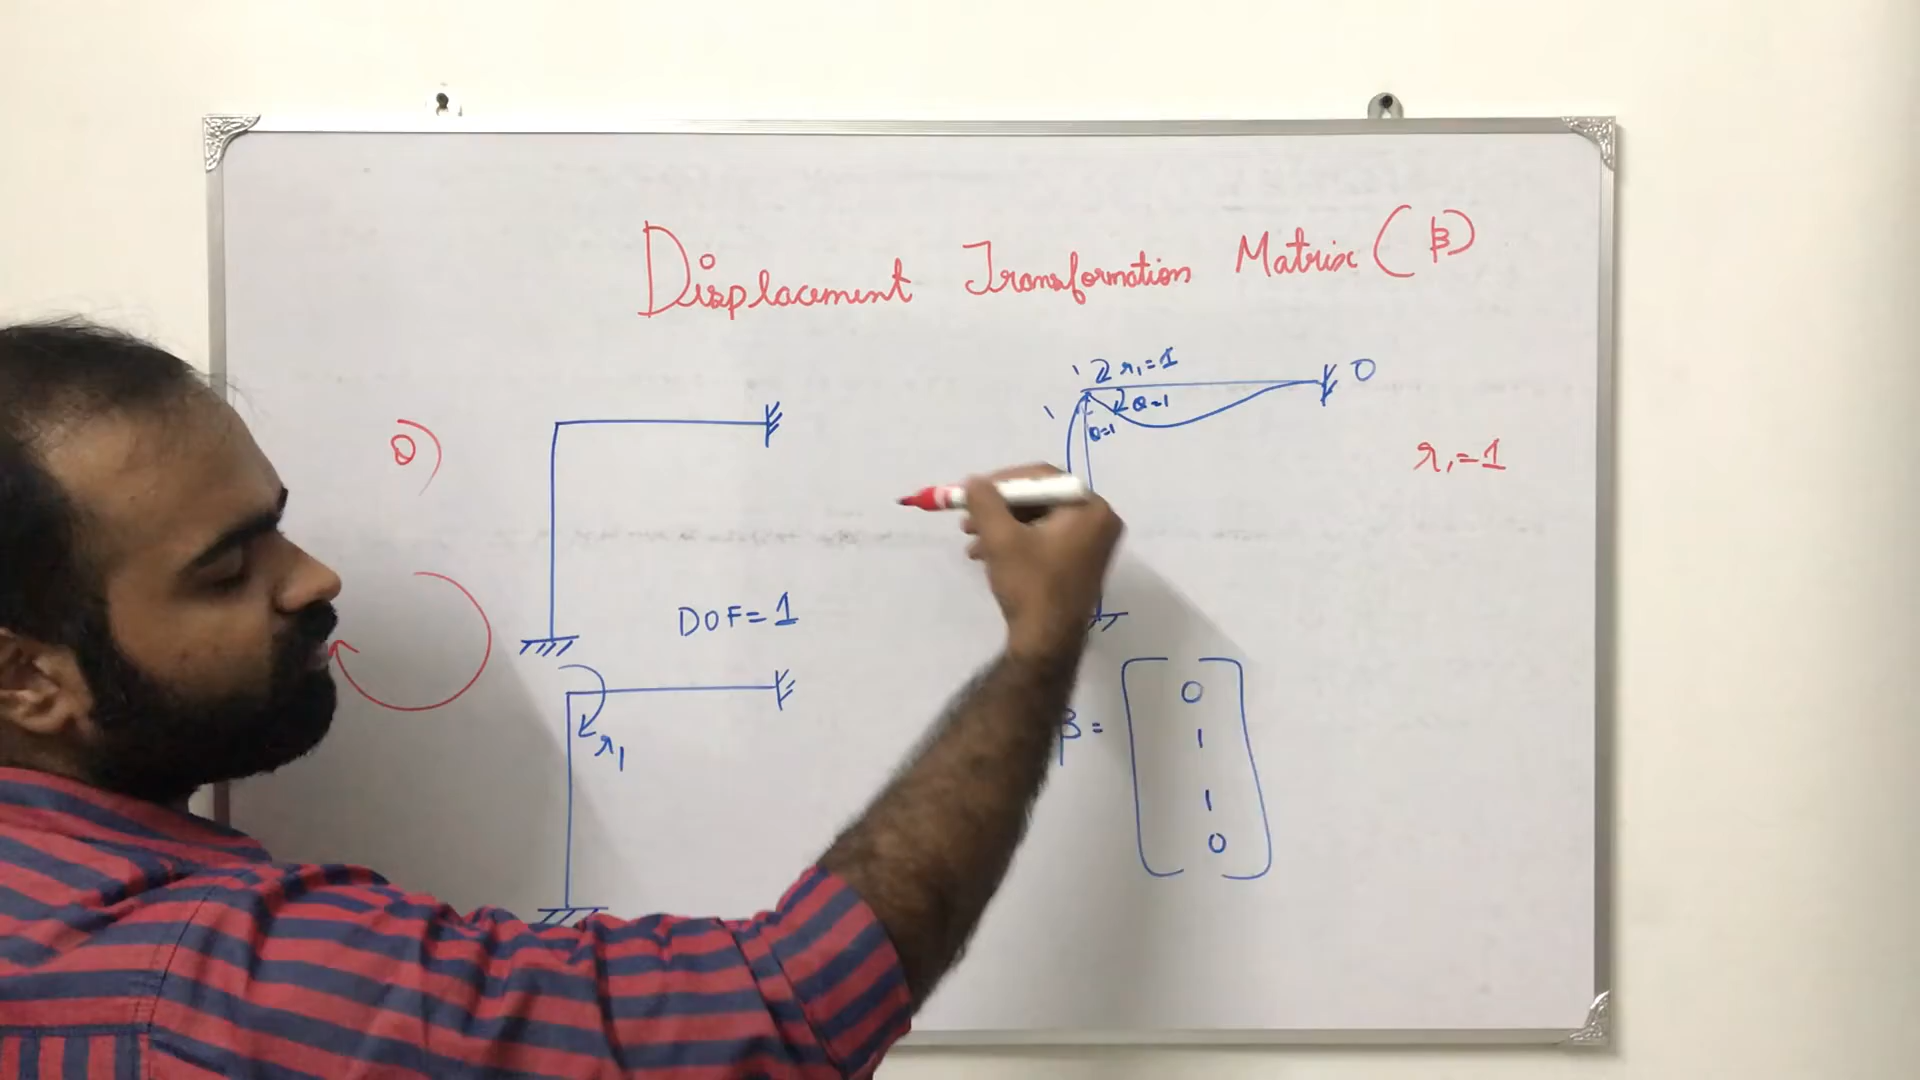 Displacement Transformation Matrix (β)
r₁=1
0
θ=1
θ=1
θ)
r₁=1
DOF=1
r₁
β= [
0
1
1
0
]